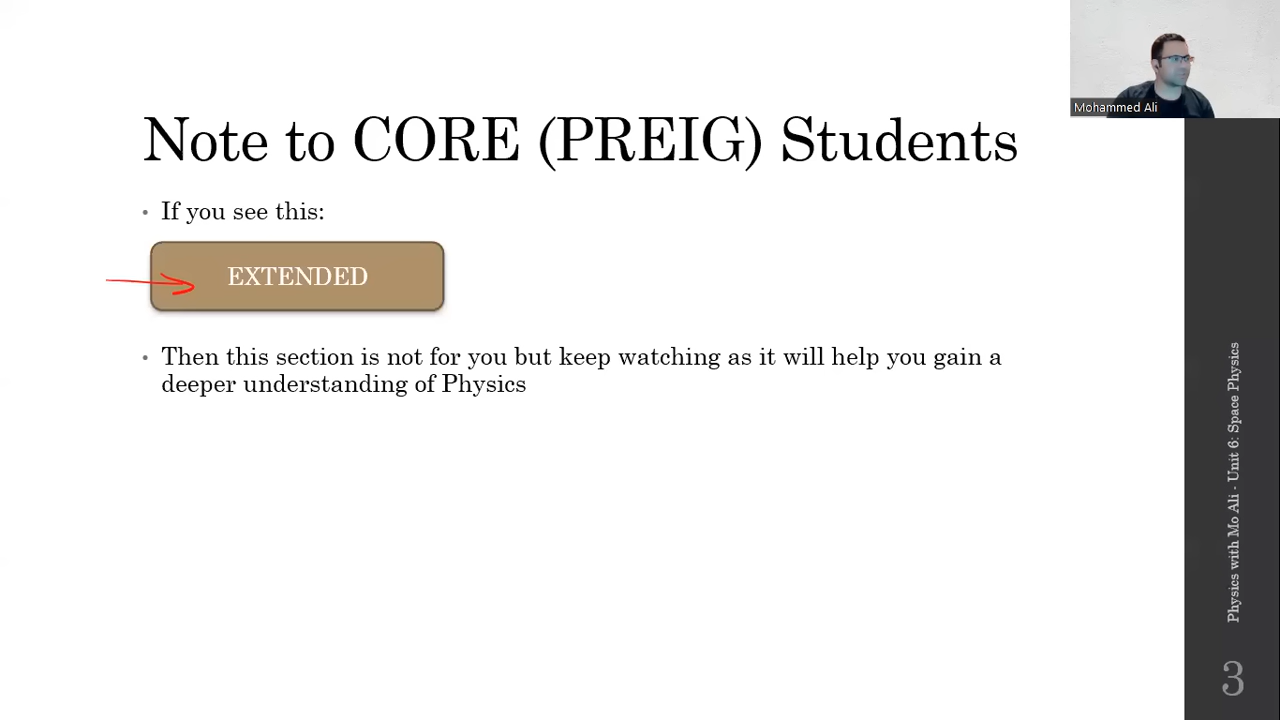 Mohammed Ali
Note to CORE (PREIG) Students
• If you see this:
EXTENDED
• Then this section is not for you but keep watching as it will help you gain a
deeper understanding of Physics
Physics with Mo Ali - Unit 6: Space Physics
3